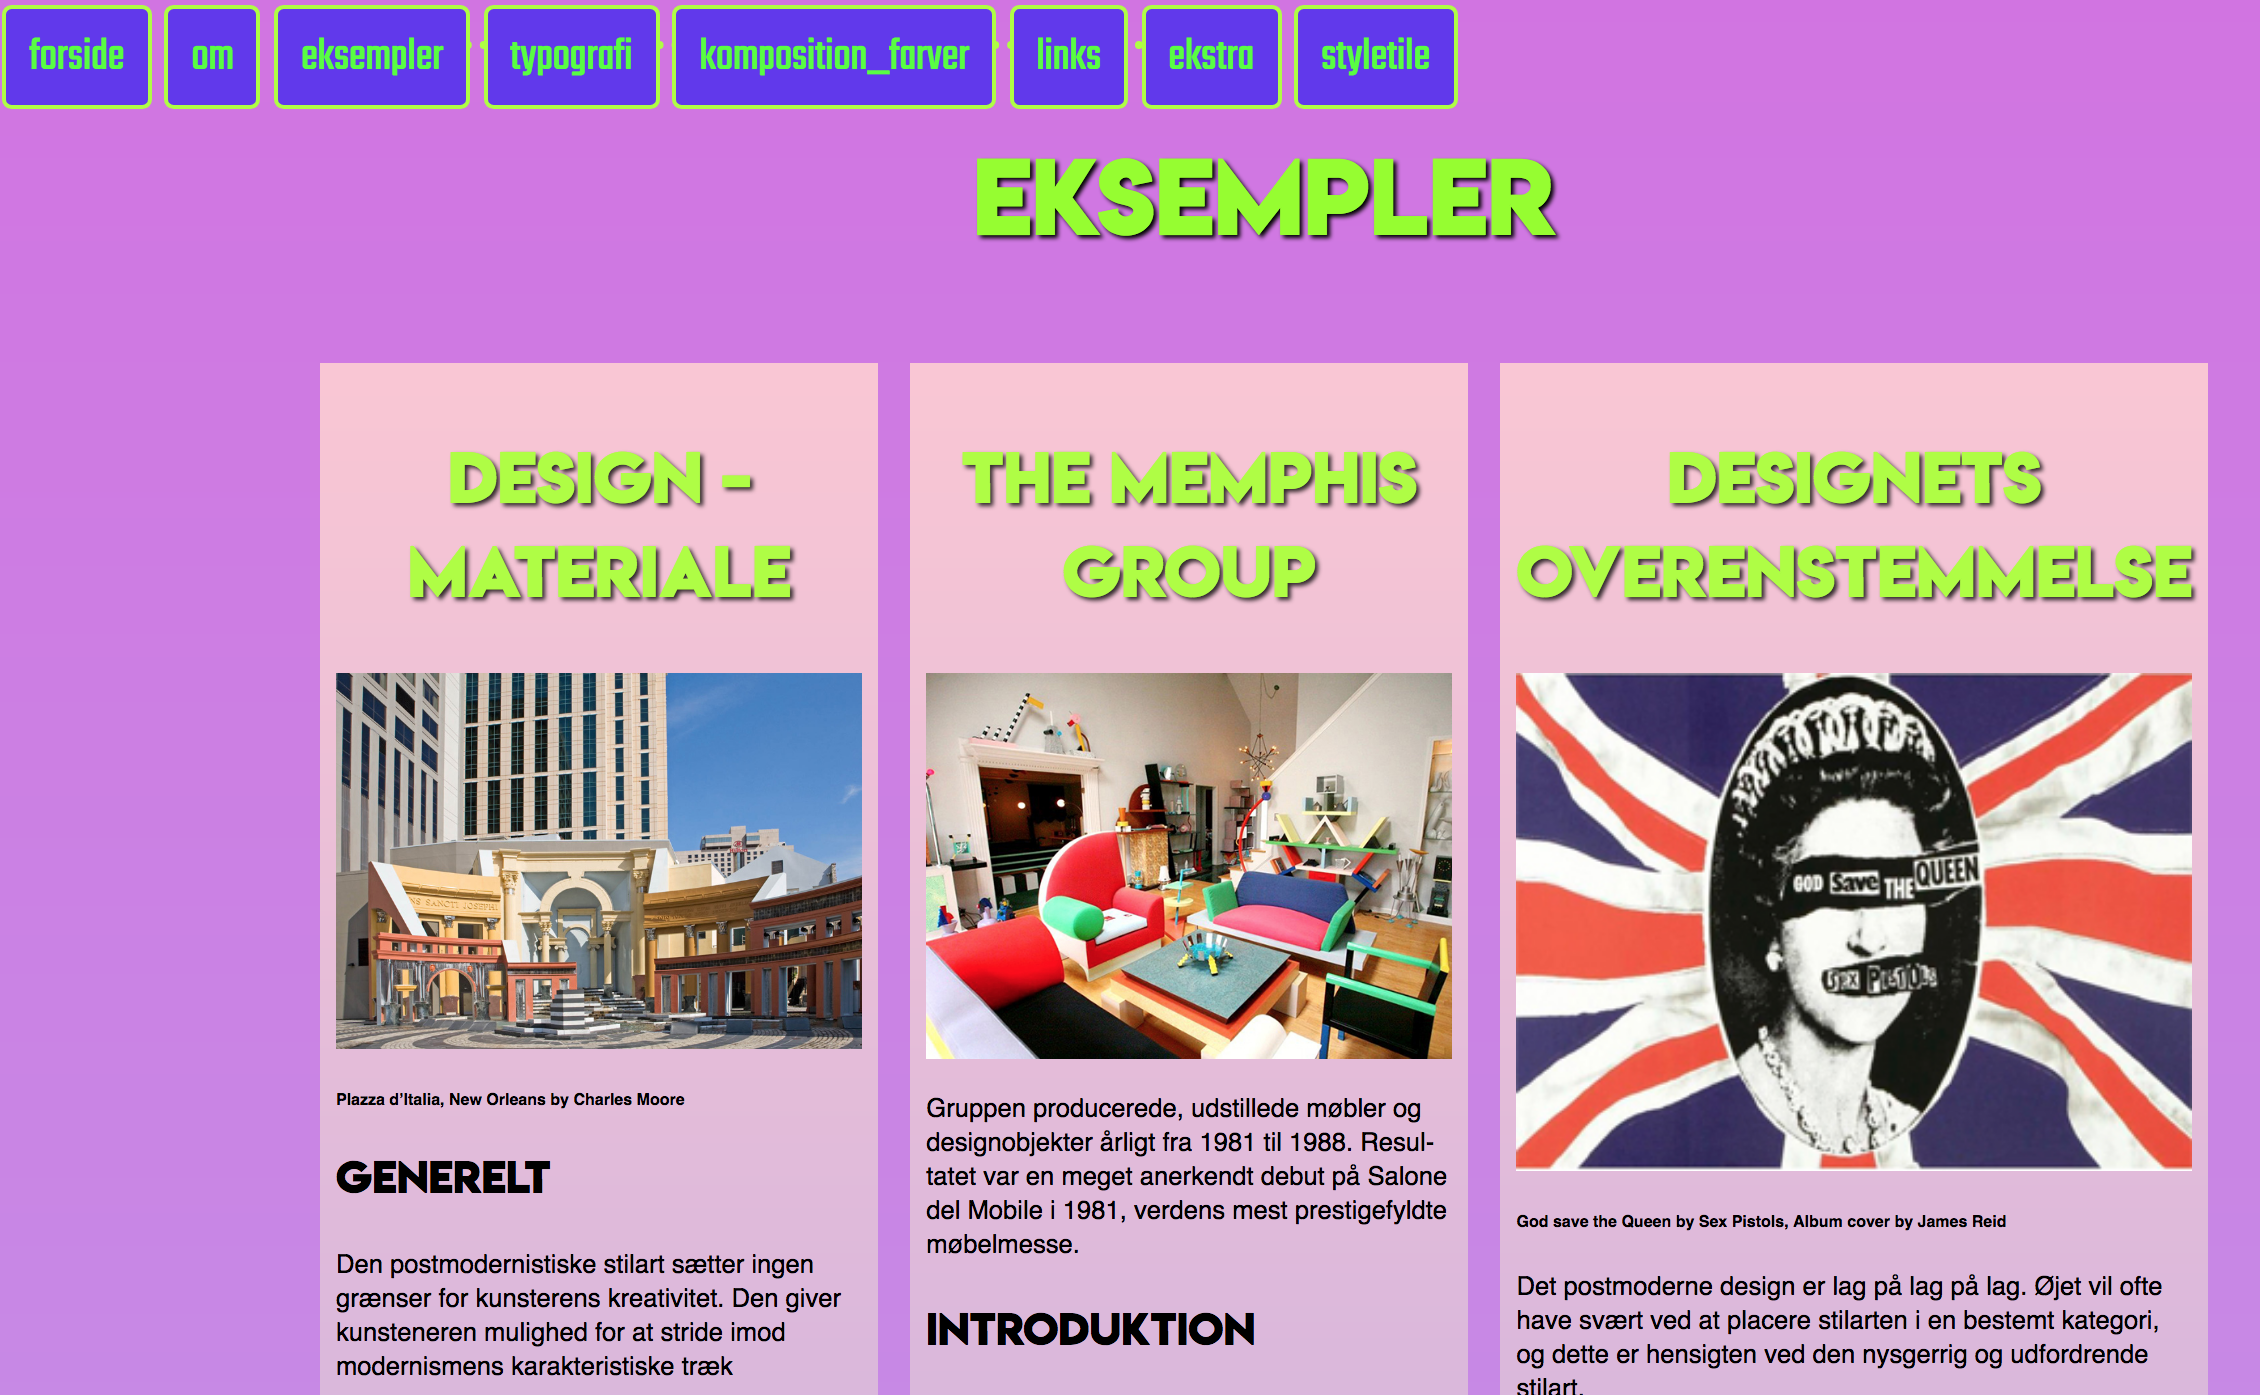 forside om eksempler typografi komposition_farver links ekstra styletile
EKSEMPLER
DESIGN -
MATERIALE
Plazza d'Italia, New Orleans by Charles Moore
GENERELT
Den postmodernistiske stilart sætter ingen
grænser for kunsterens kreativitet. Den giver
kunsteneren mulighed for at stride imod
modernismens karakteristiske træk
THE MEMPHIS
GROUP
Gruppen producerede, udstillede møbler og
designobjekter årligt fra 1981 til 1988. Resul-
tatet var en meget anerkendt debut på Salone
del Mobile i 1981, verdens mest prestigefyldte
møbelmesse.
INTRODUKTION
DESIGNETS
OVERENSTEMMELSE
GOD Save THE QUEEN
SEX PISTOLS
God save the Queen by Sex Pistols, Album cover by James Reid
Det postmoderne design er lag på lag på lag. Øjet vil ofte
have svært ved at placere stilarten i en bestemt kategori,
og dette er hensigten ved den nysgerrig og udfordrende
stilart.